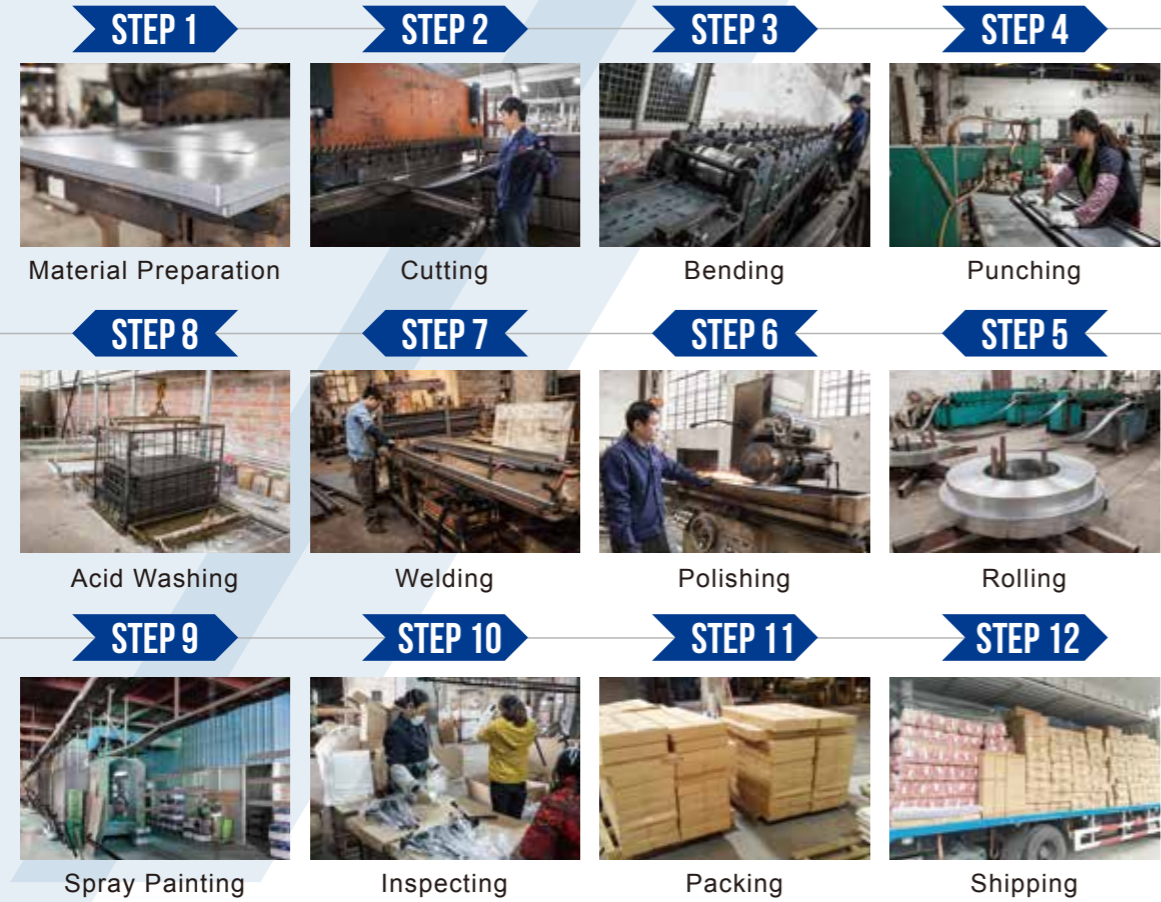 STEP 1
STEP 2
STEP 3
STEP 4
Material Preparation
Cutting
Bending
Punching
STEP 8
STEP 7
STEP 6
STEP 5
Acid Washing
Welding
Polishing
Rolling
STEP 9
STEP 10
STEP 11
STEP 12
Spray Painting
Inspecting
Packing
Shipping